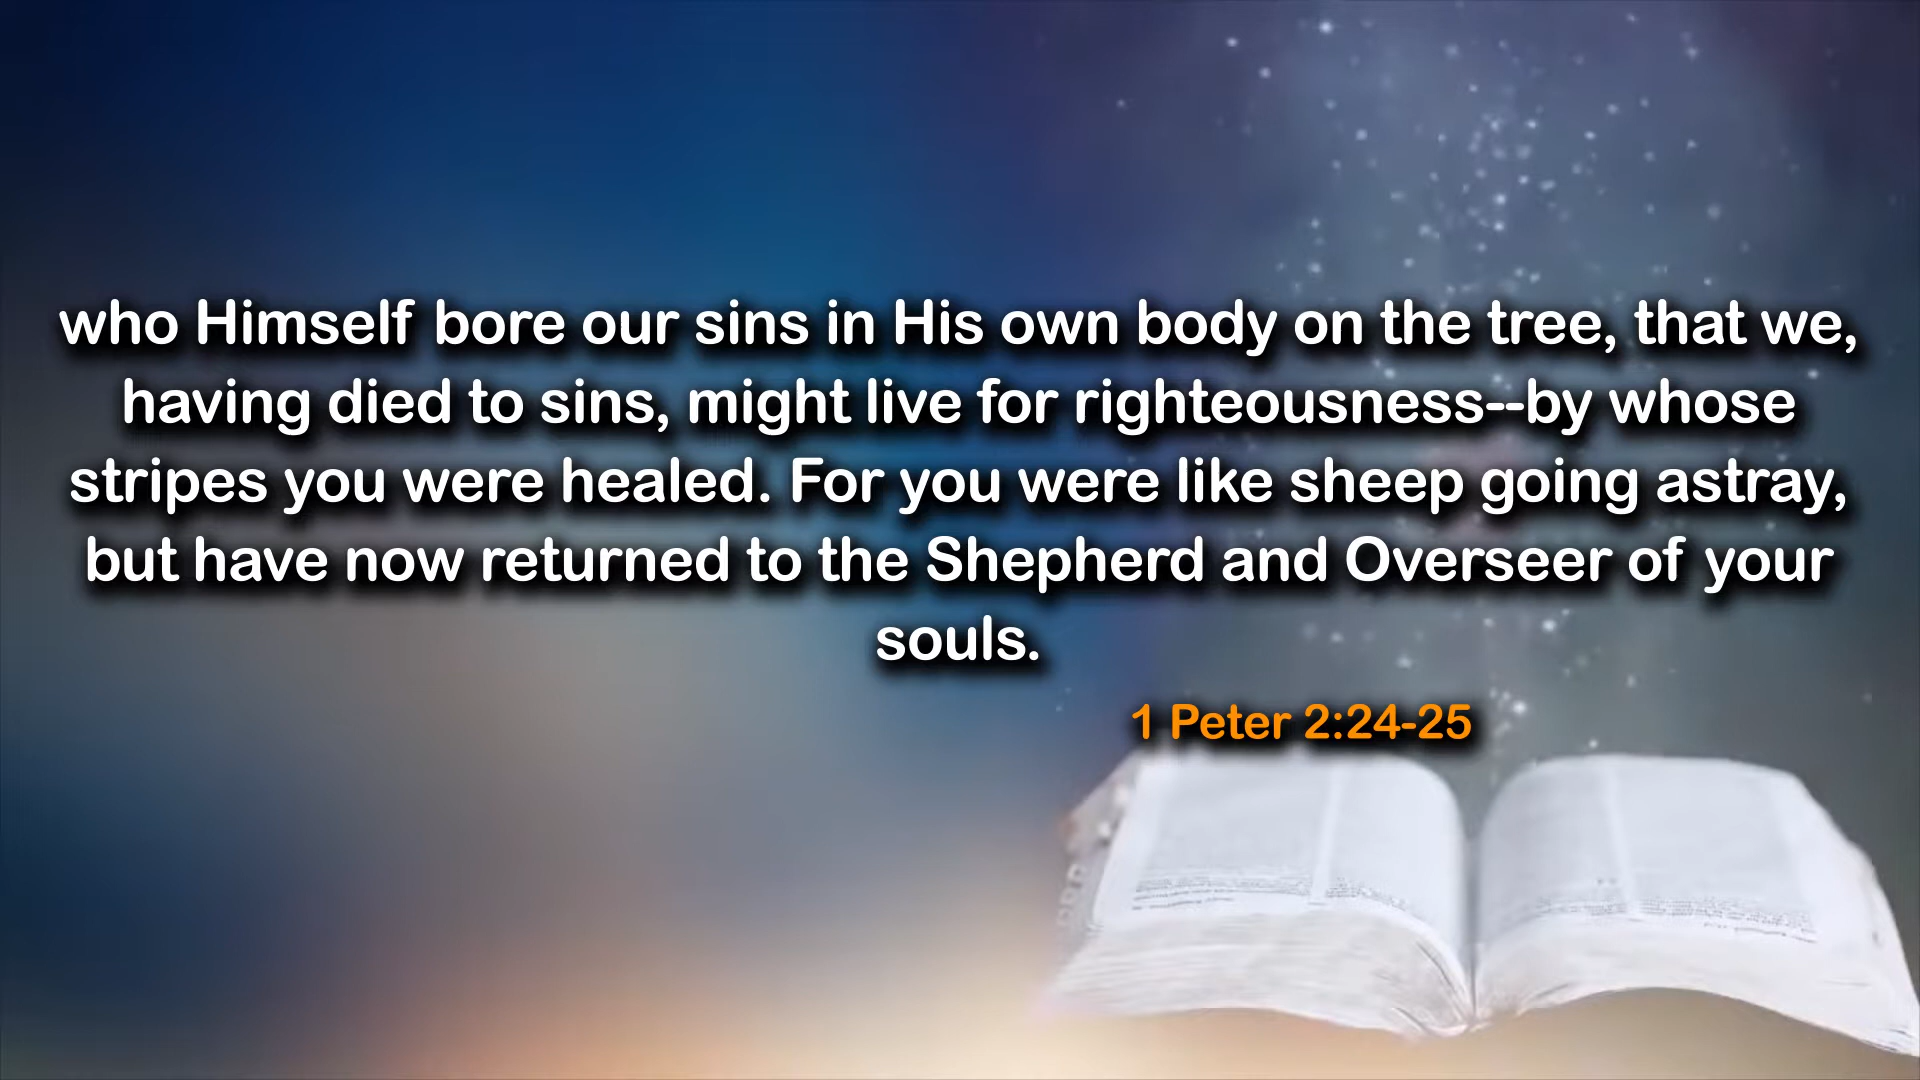 who Himself bore our sins in His own body on the tree, that we,
having died to sins, might live for righteousness--by whose
stripes you were healed. For you were like sheep going astray,
but have now returned to the Shepherd and Overseer of your
souls.
1 Peter 2:24-25